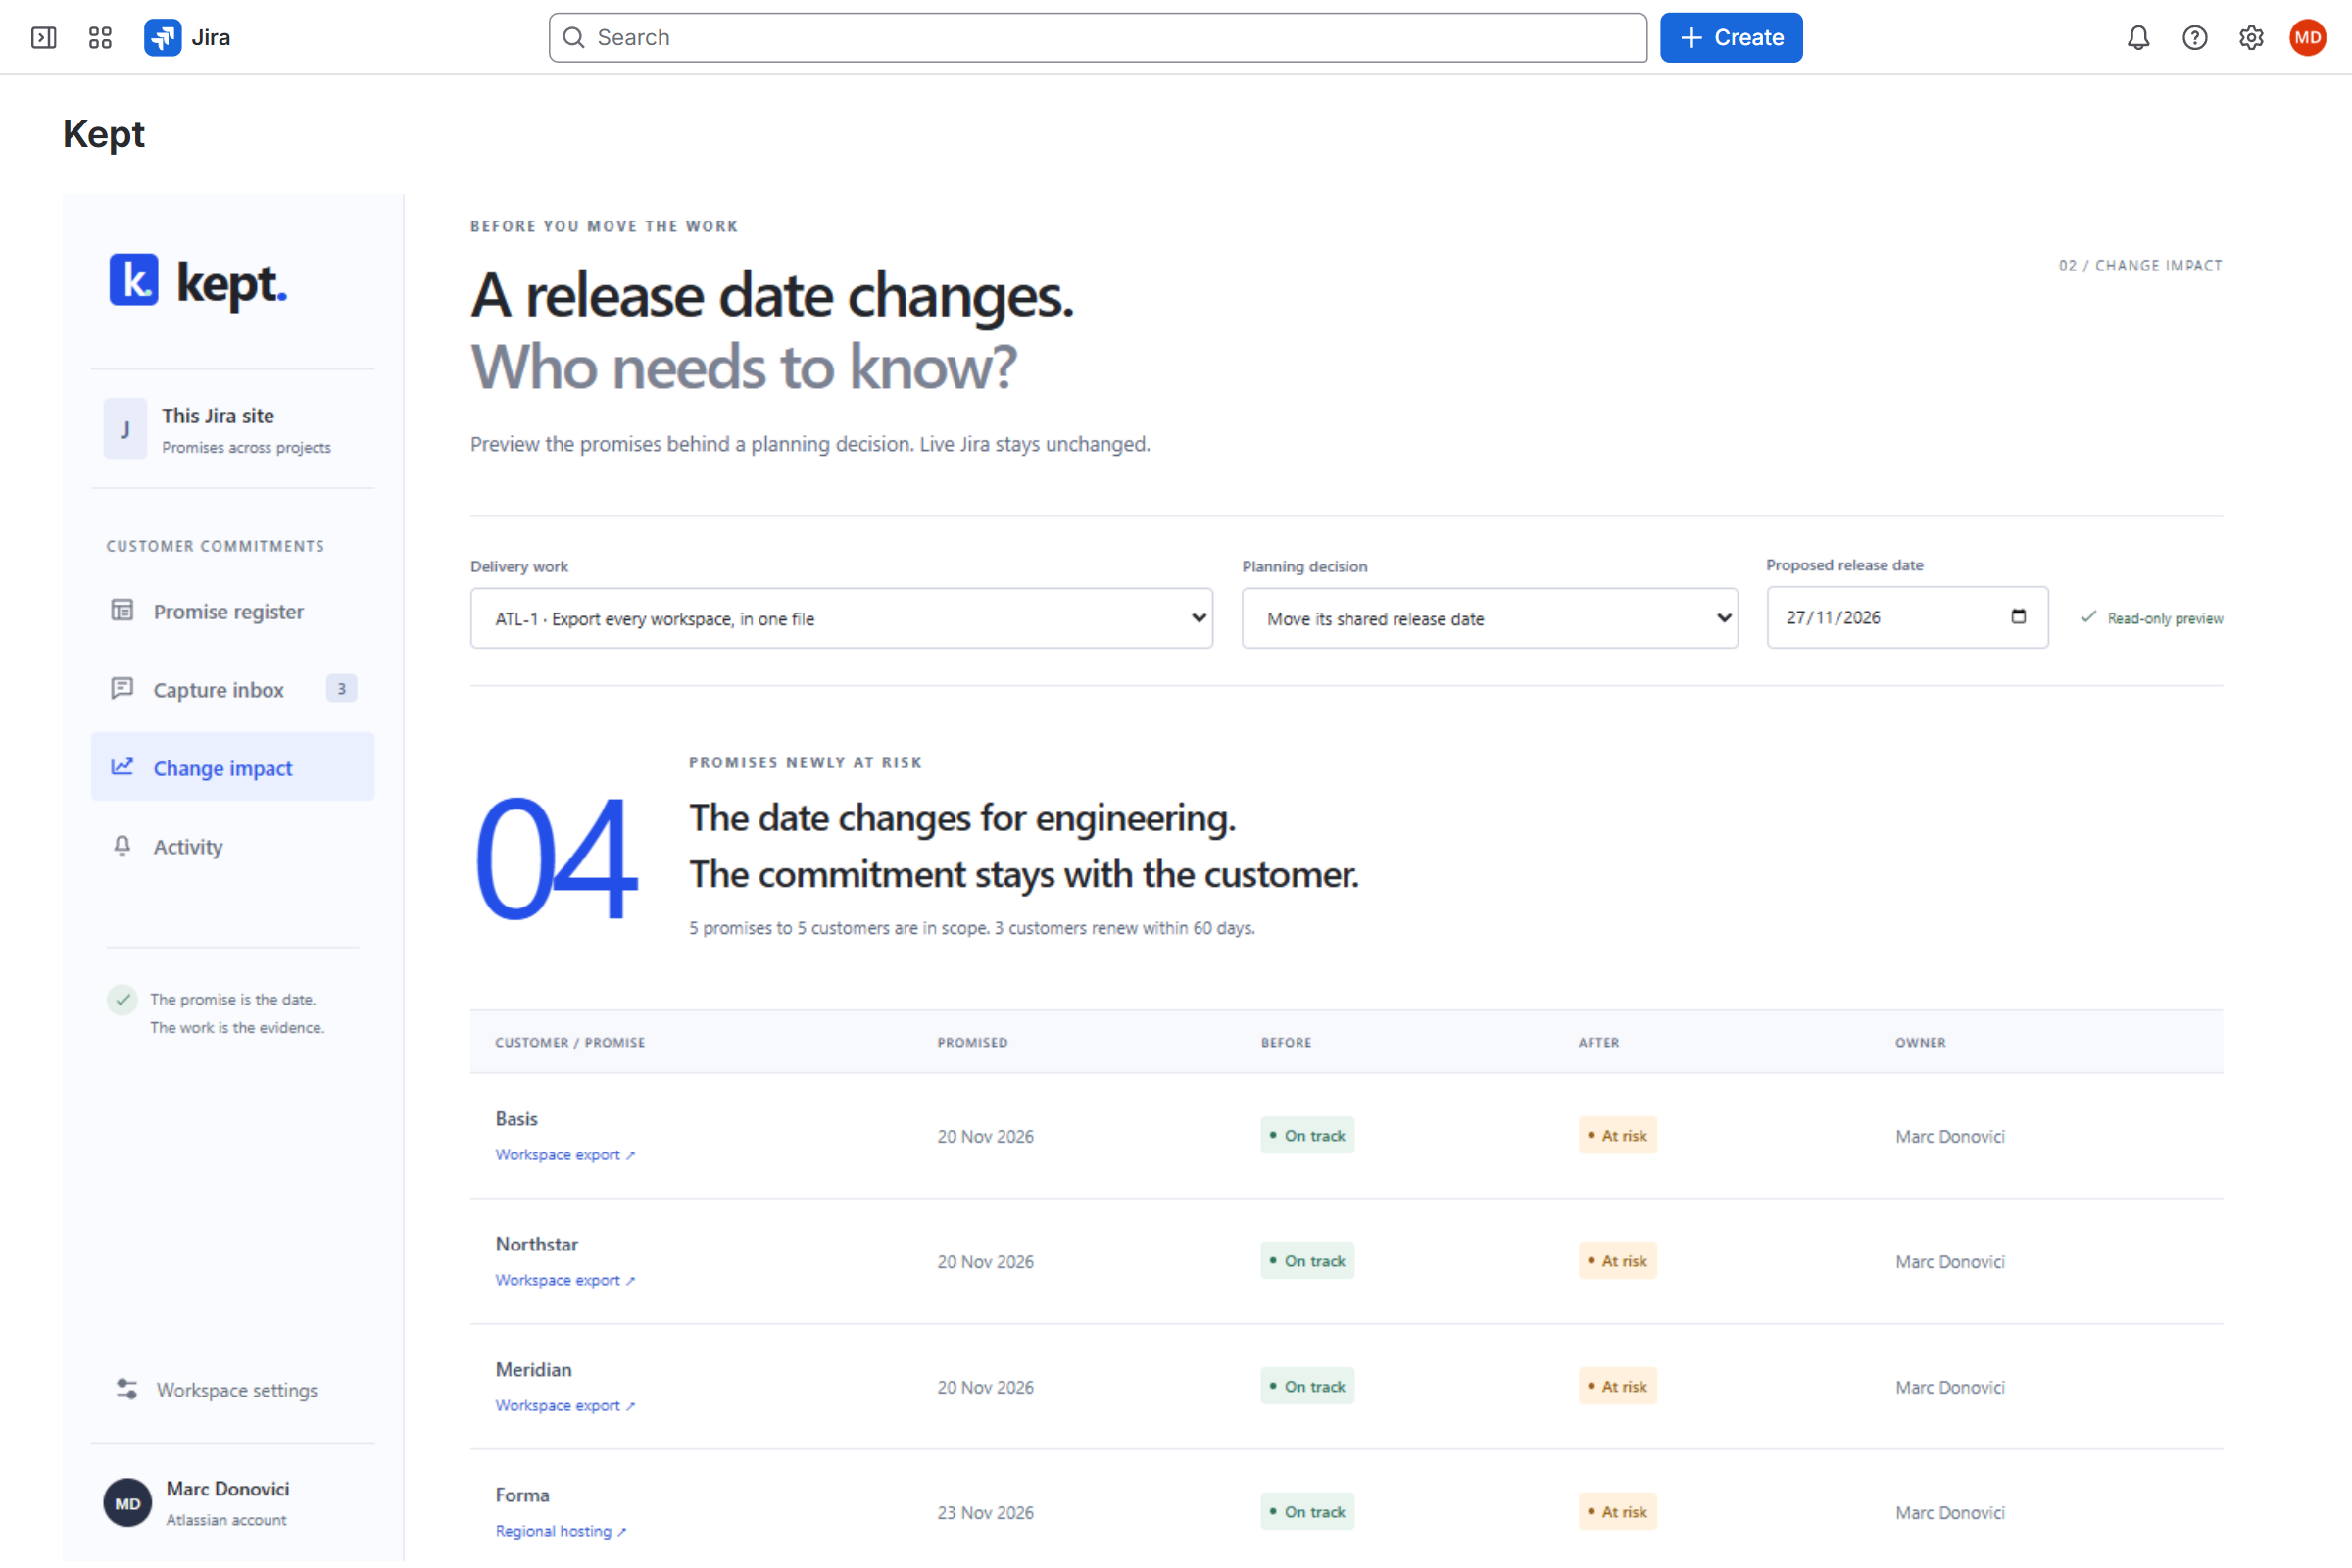 Jira
Search
Create
MD
Kept
k.
kept.
J
This Jira site
Promises across projects
CUSTOMER COMMITMENTS
Promise register
Capture inbox
3
Change impact
Activity
The promise is the date.
The work is the evidence.
Workspace settings
MD
Marc Donovici
Atlassian account
BEFORE YOU MOVE THE WORK
02 / CHANGE IMPACT
A release date changes.
Who needs to know?
Preview the promises behind a planning decision. Live Jira stays unchanged.
Delivery work
ATL-1 · Export every workspace, in one file
Planning decision
Move its shared release date
Proposed release date
27/11/2026
Read-only preview
04
PROMISES NEWLY AT RISK
The date changes for engineering.
The commitment stays with the customer.
5 promises to 5 customers are in scope. 3 customers renew within 60 days.
CUSTOMER / PROMISE PROMISED BEFORE AFTER OWNER
Basis
Workspace export ↗
20 Nov 2026 • On track • At risk Marc Donovici
Northstar
Workspace export ↗
20 Nov 2026 • On track • At risk Marc Donovici
Meridian
Workspace export ↗
20 Nov 2026 • On track • At risk Marc Donovici
Forma
Regional hosting ↗
23 Nov 2026 • On track • At risk Marc Donovici